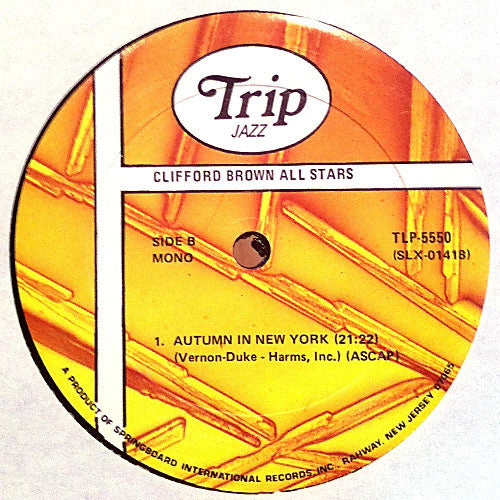 Trip
JAZZ
CLIFFORD BROWN ALL STARS
SIDE B
MONO
TLP-5550
(SLX-01418)
1. AUTUMN IN NEW YORK (21:22)
(Vernon-Duke - Harms, Inc.) (ASCAP)
A PRODUCT OF SPRINGBOARD INTERNATIONAL RECORDS, INC., RAHWAY, NEW JERSEY 07065